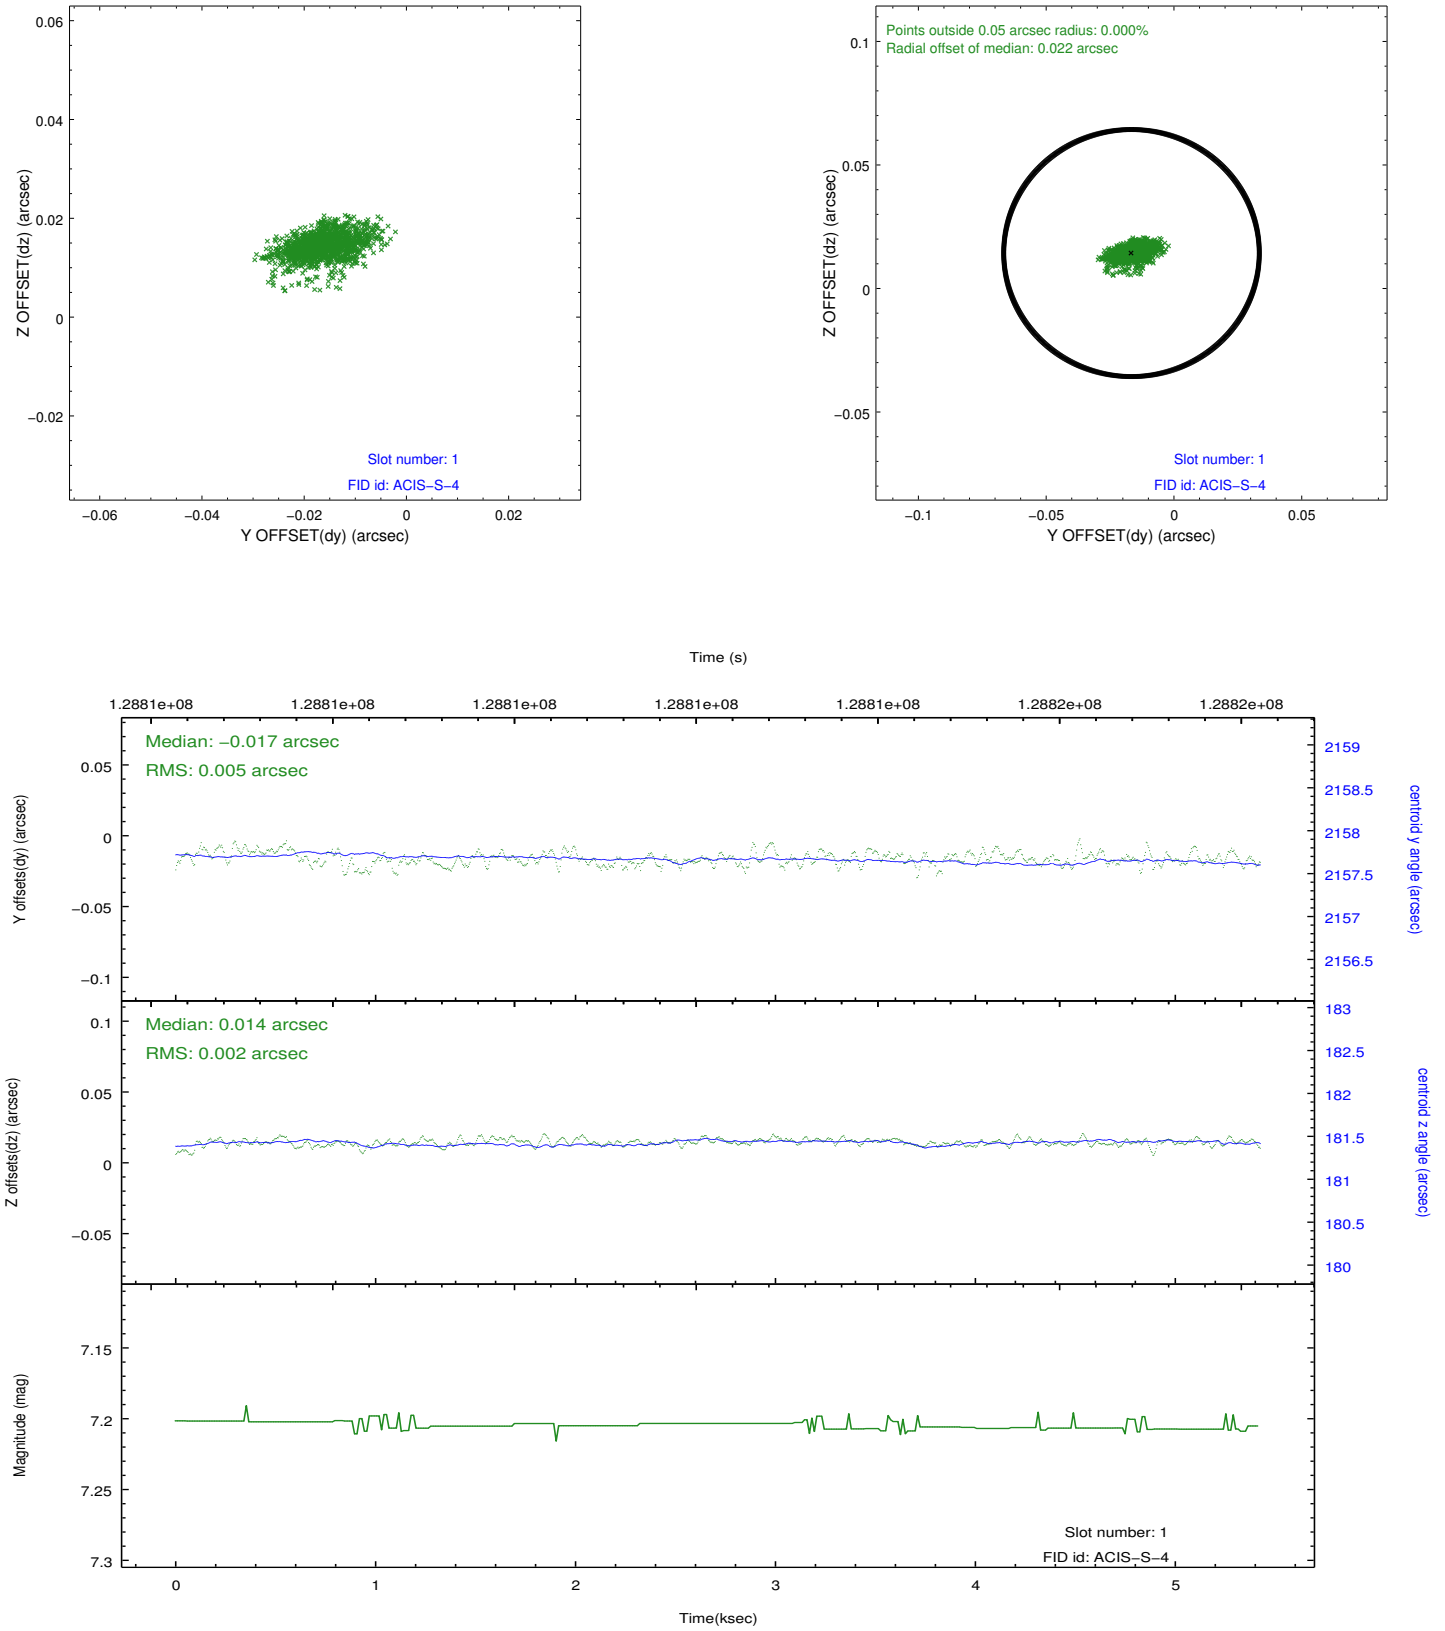 0.06
0.04
0.02
0
−0.02
Z OFFSET(dz) (arcsec)
Slot number: 1
FID id: ACIS−S−4
−0.06
−0.04
−0.02
0
0.02
Y OFFSET(dy) (arcsec)
Points outside 0.05 arcsec radius: 0.000%
Radial offset of median: 0.022 arcsec
0.1
0.05
0
−0.05
Z OFFSET(dz) (arcsec)
Slot number: 1
FID id: ACIS−S−4
−0.1
−0.05
0
0.05
Y OFFSET(dy) (arcsec)
Time (s)
1.2881e+08
1.2881e+08
1.2881e+08
1.2881e+08
1.2881e+08
1.2882e+08
1.2882e+08
Median: −0.017 arcsec
RMS: 0.005 arcsec
0.05
0
−0.05
−0.1
Y offsets(dy) (arcsec)
2159
2158.5
2158
2157.5
2157
2156.5
centroid y angle (arcsec)
Median: 0.014 arcsec
RMS: 0.002 arcsec
0.1
0.05
0
−0.05
Z offsets(dz) (arcsec)
183
182.5
182
181.5
181
180.5
180
centroid z angle (arcsec)
7.15
7.2
7.25
7.3
Magnitude (mag)
Slot number: 1
FID id: ACIS−S−4
0
1
2
3
4
5
Time(ksec)